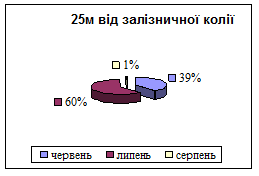 25м від залізничної колії
1%
39%
60%
червень липень серпень